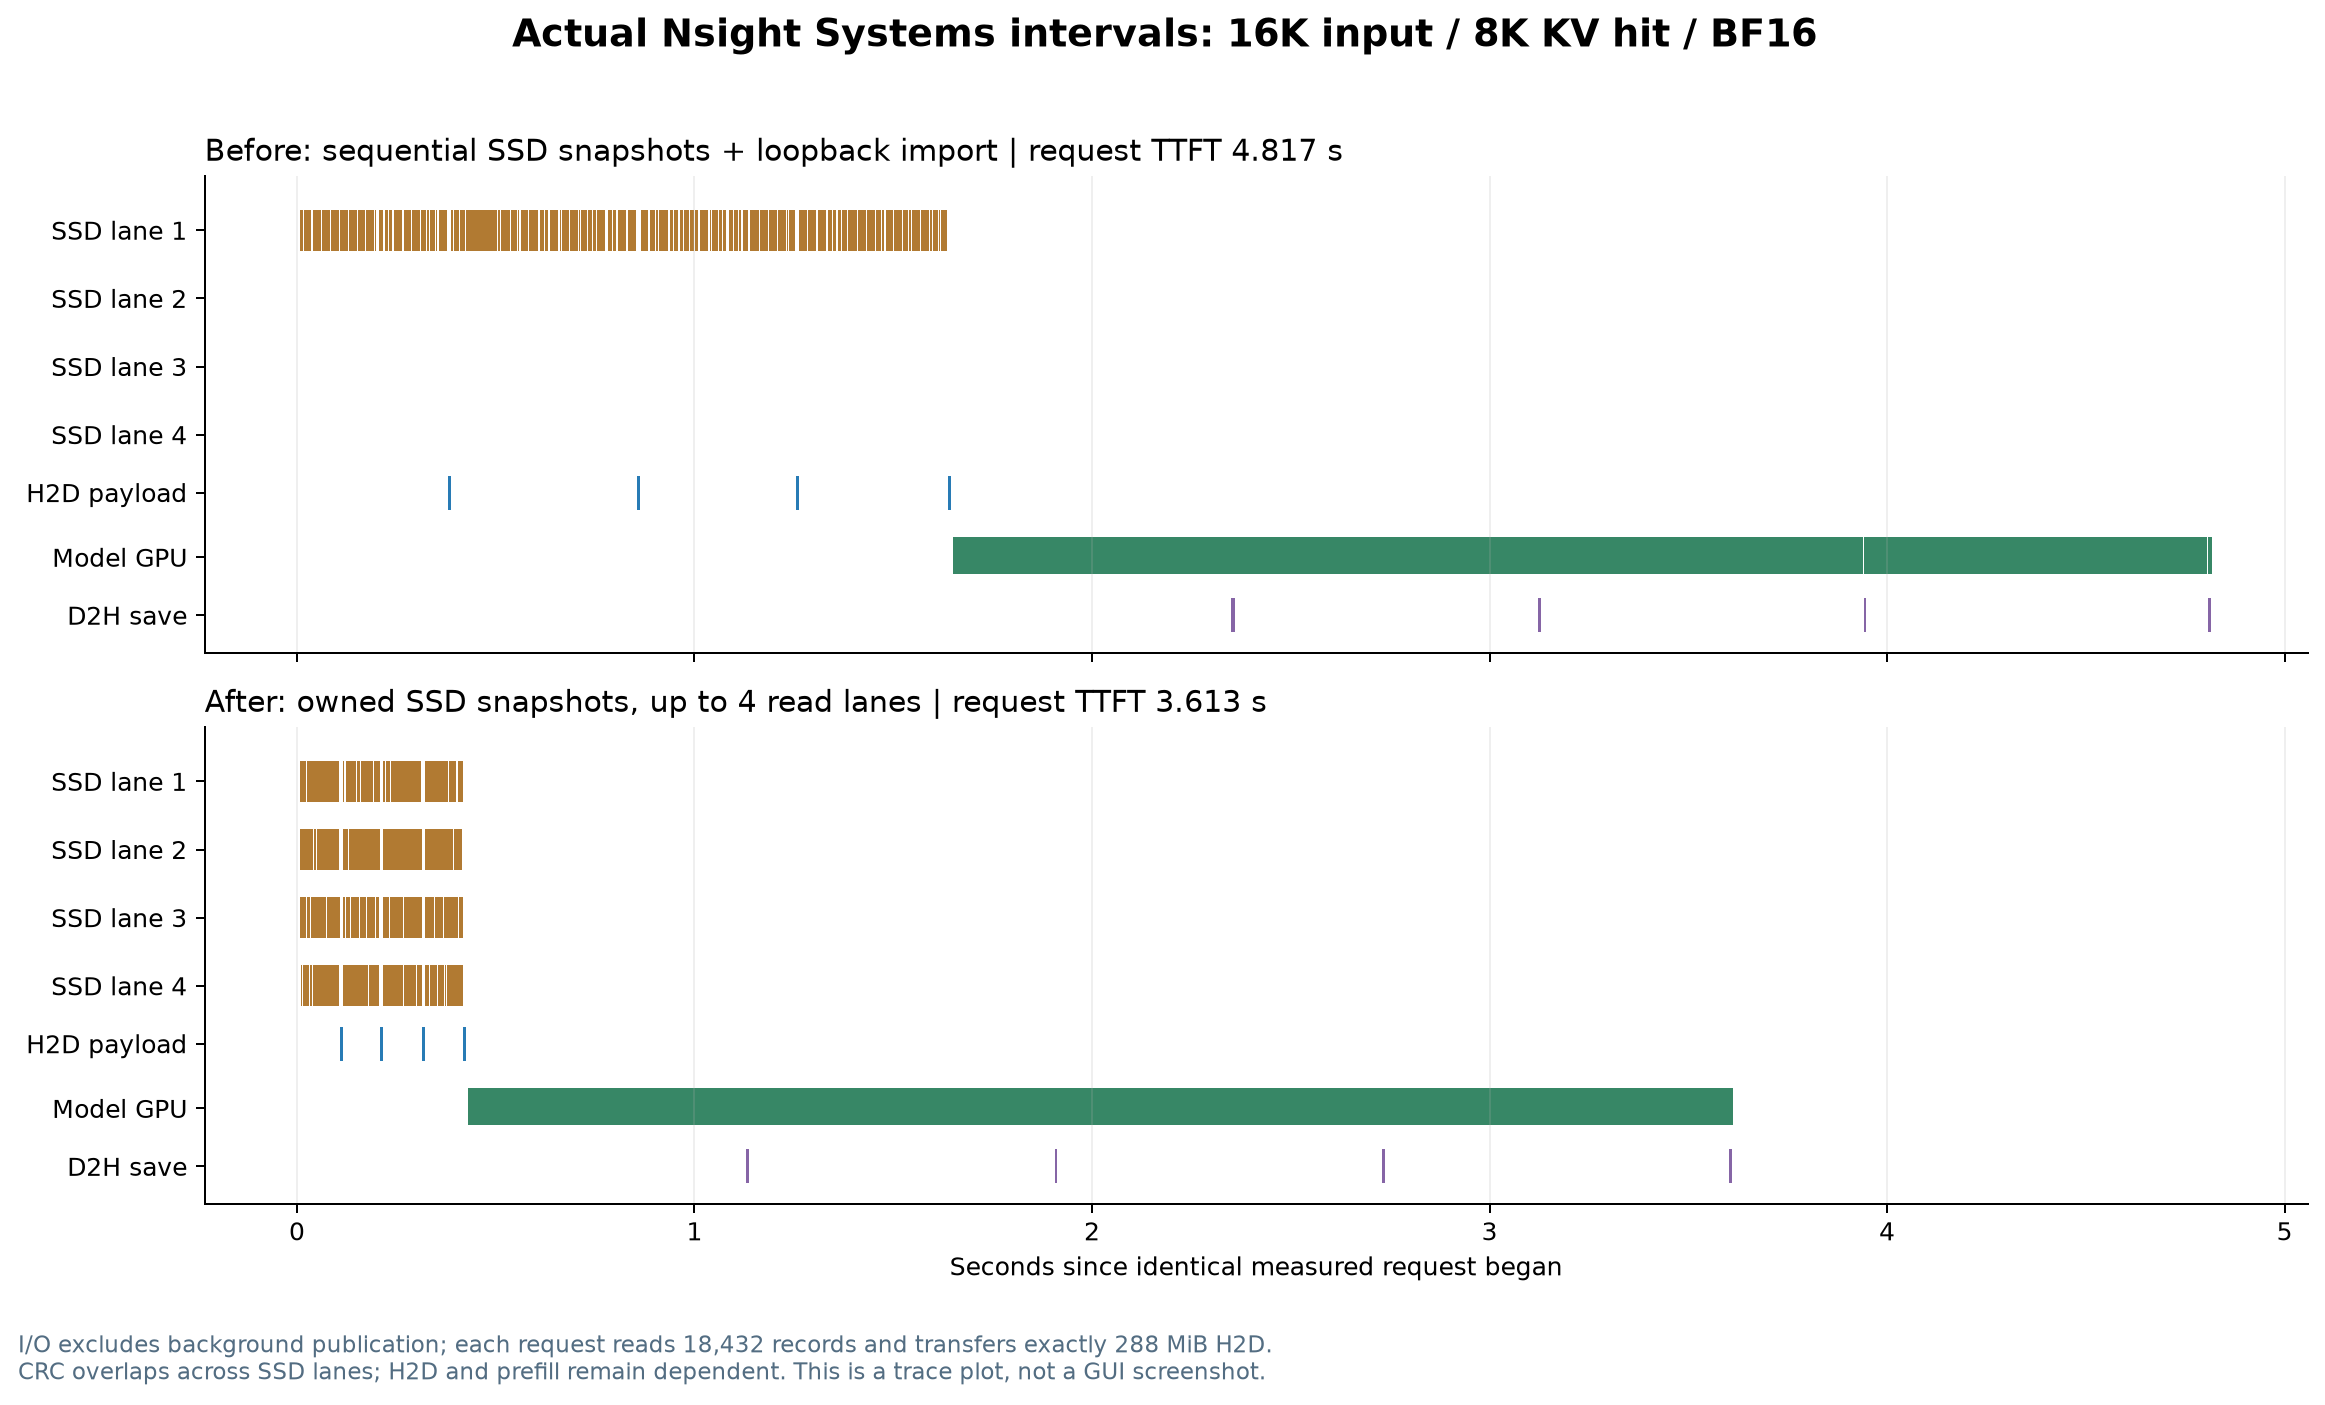 Actual Nsight Systems intervals: 16K input / 8K KV hit / BF16
Before: sequential SSD snapshots + loopback import | request TTFT 4.817 s
SSD lane 1
SSD lane 2
SSD lane 3
SSD lane 4
H2D payload
Model GPU
D2H save
After: owned SSD snapshots, up to 4 read lanes | request TTFT 3.613 s
SSD lane 1
SSD lane 2
SSD lane 3
SSD lane 4
H2D payload
Model GPU
D2H save
0 1 2 3 4 5
Seconds since identical measured request began
I/O excludes background publication; each request reads 18,432 records and transfers exactly 288 MiB H2D.
CRC overlaps across SSD lanes; H2D and prefill remain dependent. This is a trace plot, not a GUI screenshot.